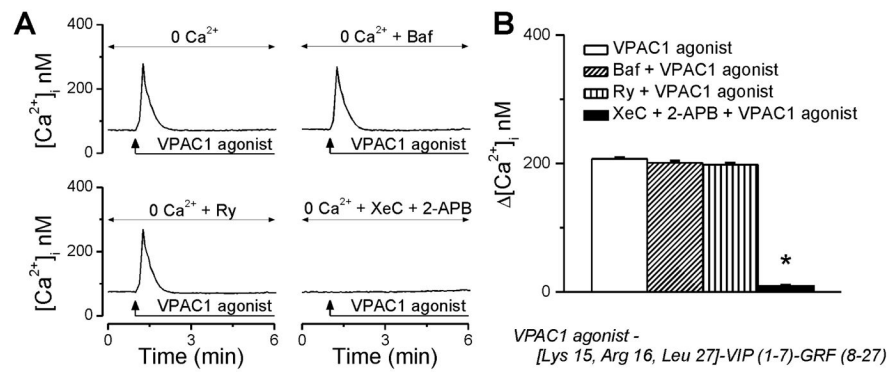 A
400
200
0
[Ca²⁺]ᵢ nM
0 Ca²⁺
VPAC1 agonist
0 Ca²⁺ + Baf
VPAC1 agonist
400
200
0
[Ca²⁺]ᵢ nM
0 Ca²⁺ + Ry
VPAC1 agonist
0 Ca²⁺ + XeC + 2-APB
VPAC1 agonist
0 3 6
Time (min)
0 3 6
Time (min)
B
400
200
0
Δ[Ca²⁺]ᵢ nM
VPAC1 agonist
Baf + VPAC1 agonist
Ry + VPAC1 agonist
XeC + 2-APB + VPAC1 agonist
*
VPAC1 agonist -
[Lys 15, Arg 16, Leu 27]-VIP (1-7)-GRF (8-27)